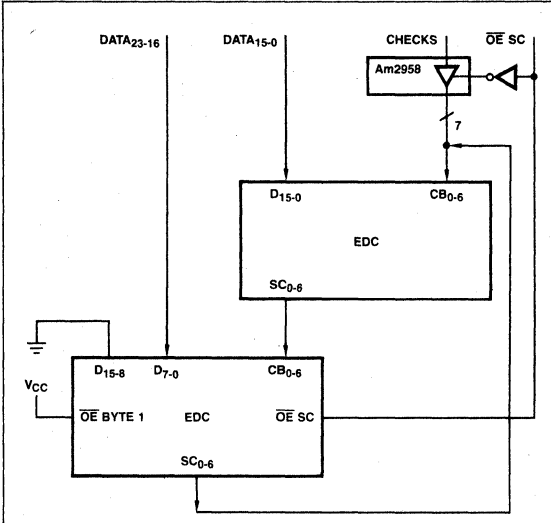 DATA23-16 DATA15-0 CHECKS OE SC
Am2958
7
D15-0 CB0-6
EDC
SC0-6
D15-8 D7-0 CB0-6
VCC
OE BYTE 1 EDC OE SC
SC0-6